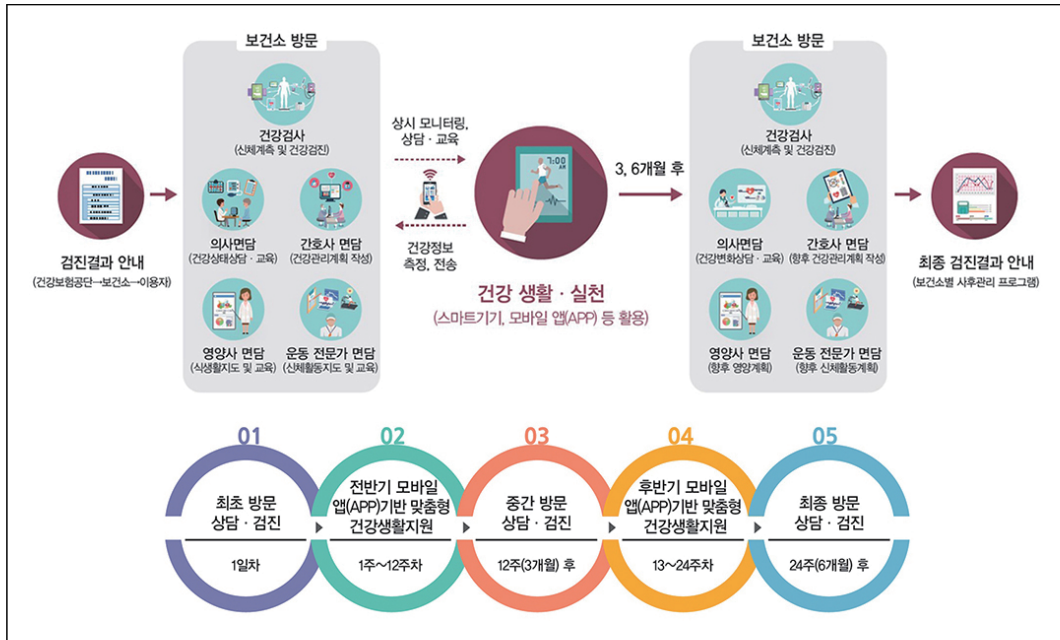 검진결과 안내
(건강보험공단→보건소→이용자)
보건소 방문
건강검사
(신체계측 및 건강검진)
의사면담
(건강상태상담 · 교육)
간호사 면담
(건강관리계획 작성)
영양사 면담
(식생활지도 및 교육)
운동 전문가 면담
(신체활동지도 및 교육)
상시 모니터링,
상담 · 교육
건강정보
측정, 전송
7:00
AM
건강 생활 · 실천
(스마트기기, 모바일 앱(APP) 등 활용)
3, 6개월 후
보건소 방문
건강검사
(신체계측 및 건강검진)
의사면담
(건강변화상담 · 교육)
간호사 면담
(향후 건강관리계획 작성)
영양사 면담
(향후 영양계획)
운동 전문가 면담
(향후 신체활동계획)
최종 검진결과 안내
(보건소별 사후관리 프로그램)
01
최초 방문
상담 · 검진
1일차
02
전반기 모바일
앱(APP)기반 맞춤형
건강생활지원
1주~12주차
03
중간 방문
상담 · 검진
12주(3개월) 후
04
후반기 모바일
앱(APP)기반 맞춤형
건강생활지원
13~24주차
05
최종 방문
상담 · 검진
24주(6개월) 후